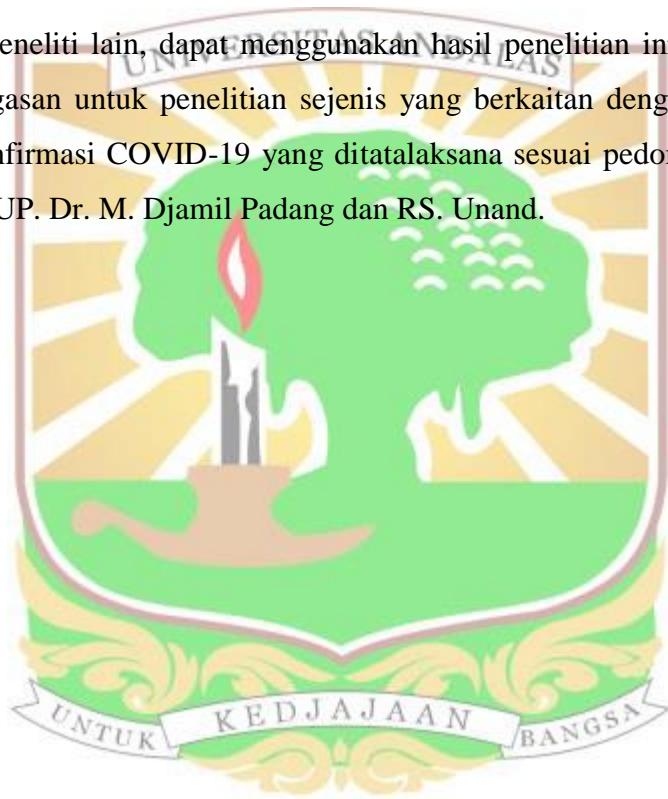 eneliti lain, dapat menggunakan hasil penelitian in
UNIVERSITAS ANDALAS
gasan untuk penelitian sejenis yang berkaitan deng
nfirmasi COVID-19 yang ditatalaksana sesuai pedo
UP. Dr. M. Djamil Padang dan RS. Unand.
UNTUK KEDJAJAAN BANGSA